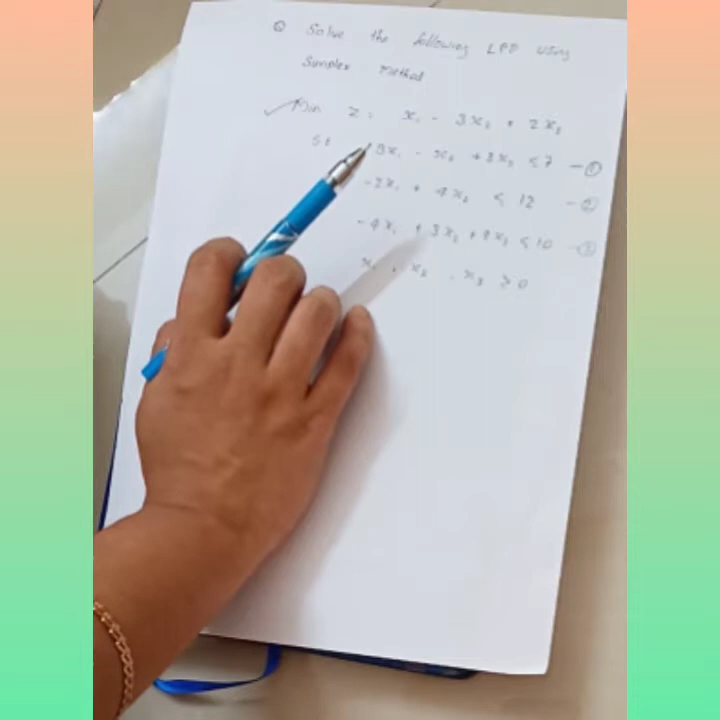 Q Solve the following LPP using
Simplex Method
✓ Min Z = x₁ - 3x₂ + 2x₃
St 3x₁ - x₂ + 3x₃ ≤ 7 - ①
-2x₁ + 4x₂ ≤ 12 - ②
-4x₁ + 3x₂ + 8x₃ ≤ 10 - ③
x₁, x₂, x₃ ≥ 0